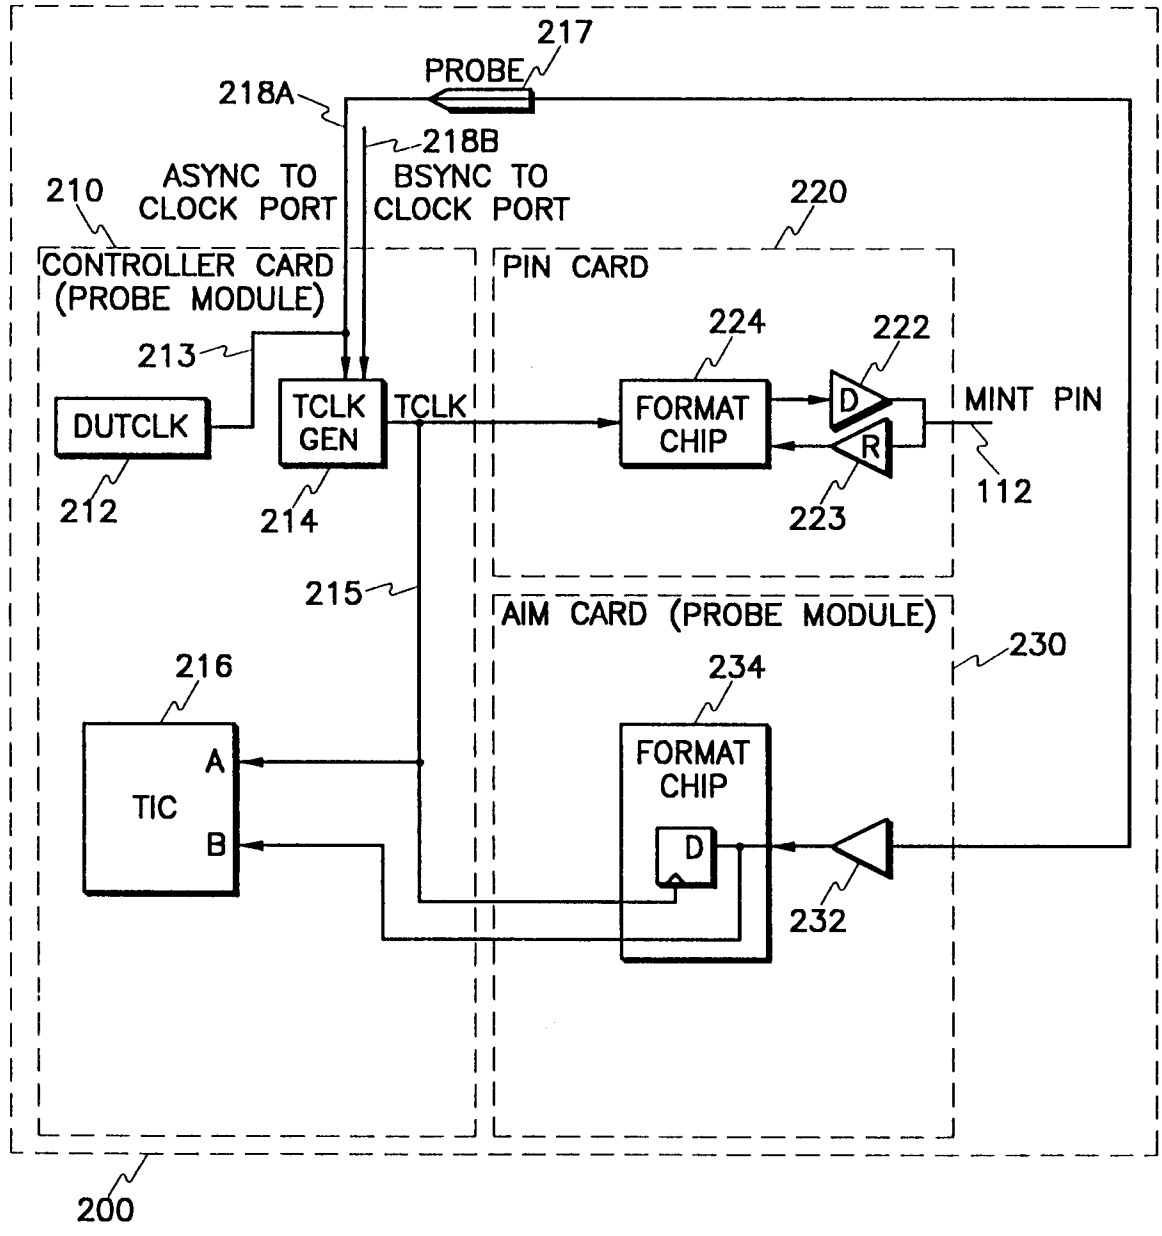 217
PROBE
218A
218B
ASYNC TO
CLOCK PORT
BSYNC TO
CLOCK PORT
210
220
CONTROLLER CARD
(PROBE MODULE)
PIN CARD
213
224
222
DUTCLK
TCLK
GEN
TCLK
FORMAT
CHIP
D
R
MINT PIN
212
214
223
112
215
AIM CARD (PROBE MODULE)
230
216
234
A
TIC
B
FORMAT
CHIP
D
232
200